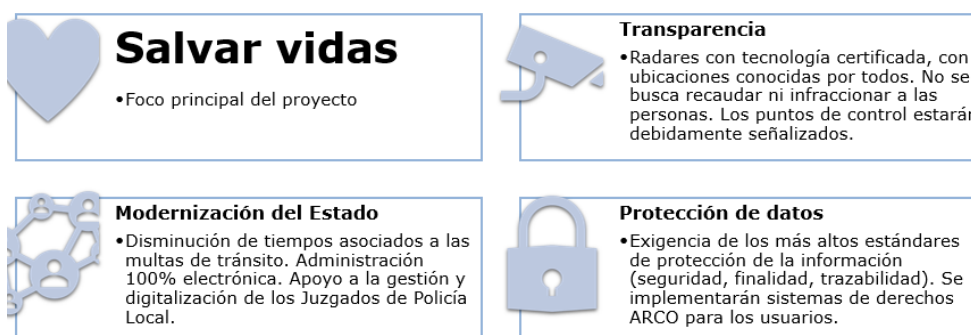 Salvar vidas
•Foco principal del proyecto
Transparencia
•Radares con tecnología certificada, con
ubicaciones conocidas por todos. No se
busca recaudar ni infraccionar a las
personas. Los puntos de control estarán
debidamente señalizados.
Modernización del Estado
•Disminución de tiempos asociados a las
multas de tránsito. Administración
100% electrónica. Apoyo a la gestión y
digitalización de los Juzgados de Policía
Local.
Protección de datos
•Exigencia de los más altos estándares
de protección de la información
(seguridad, finalidad, trazabilidad). Se
implementarán sistemas de derechos
ARCO para los usuarios.